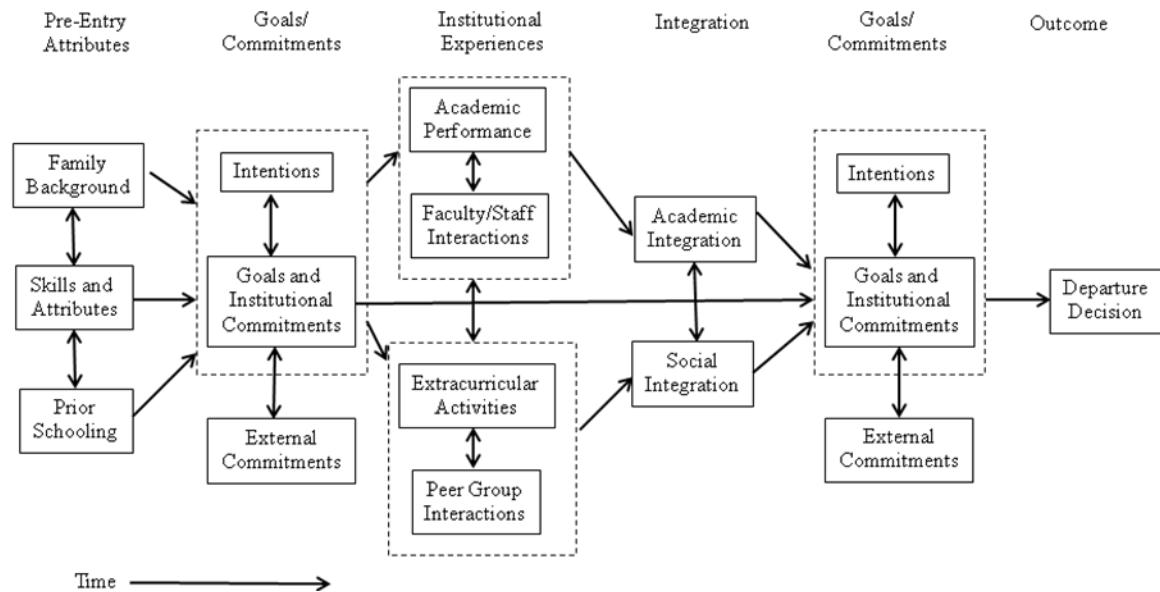 Pre-Entry
Attributes
Goals/
Commitments
Institutional
Experiences
Integration
Goals/
Commitments
Outcome
Family
Background
Skills and
Attributes
Prior
Schooling
Intentions
Goals and
Institutional
Commitments
External
Commitments
Academic
Performance
Faculty/Staff
Interactions
Extracurricular
Activities
Peer Group
Interactions
Academic
Integration
Social
Integration
Intentions
Goals and
Institutional
Commitments
External
Commitments
Departure
Decision
Time